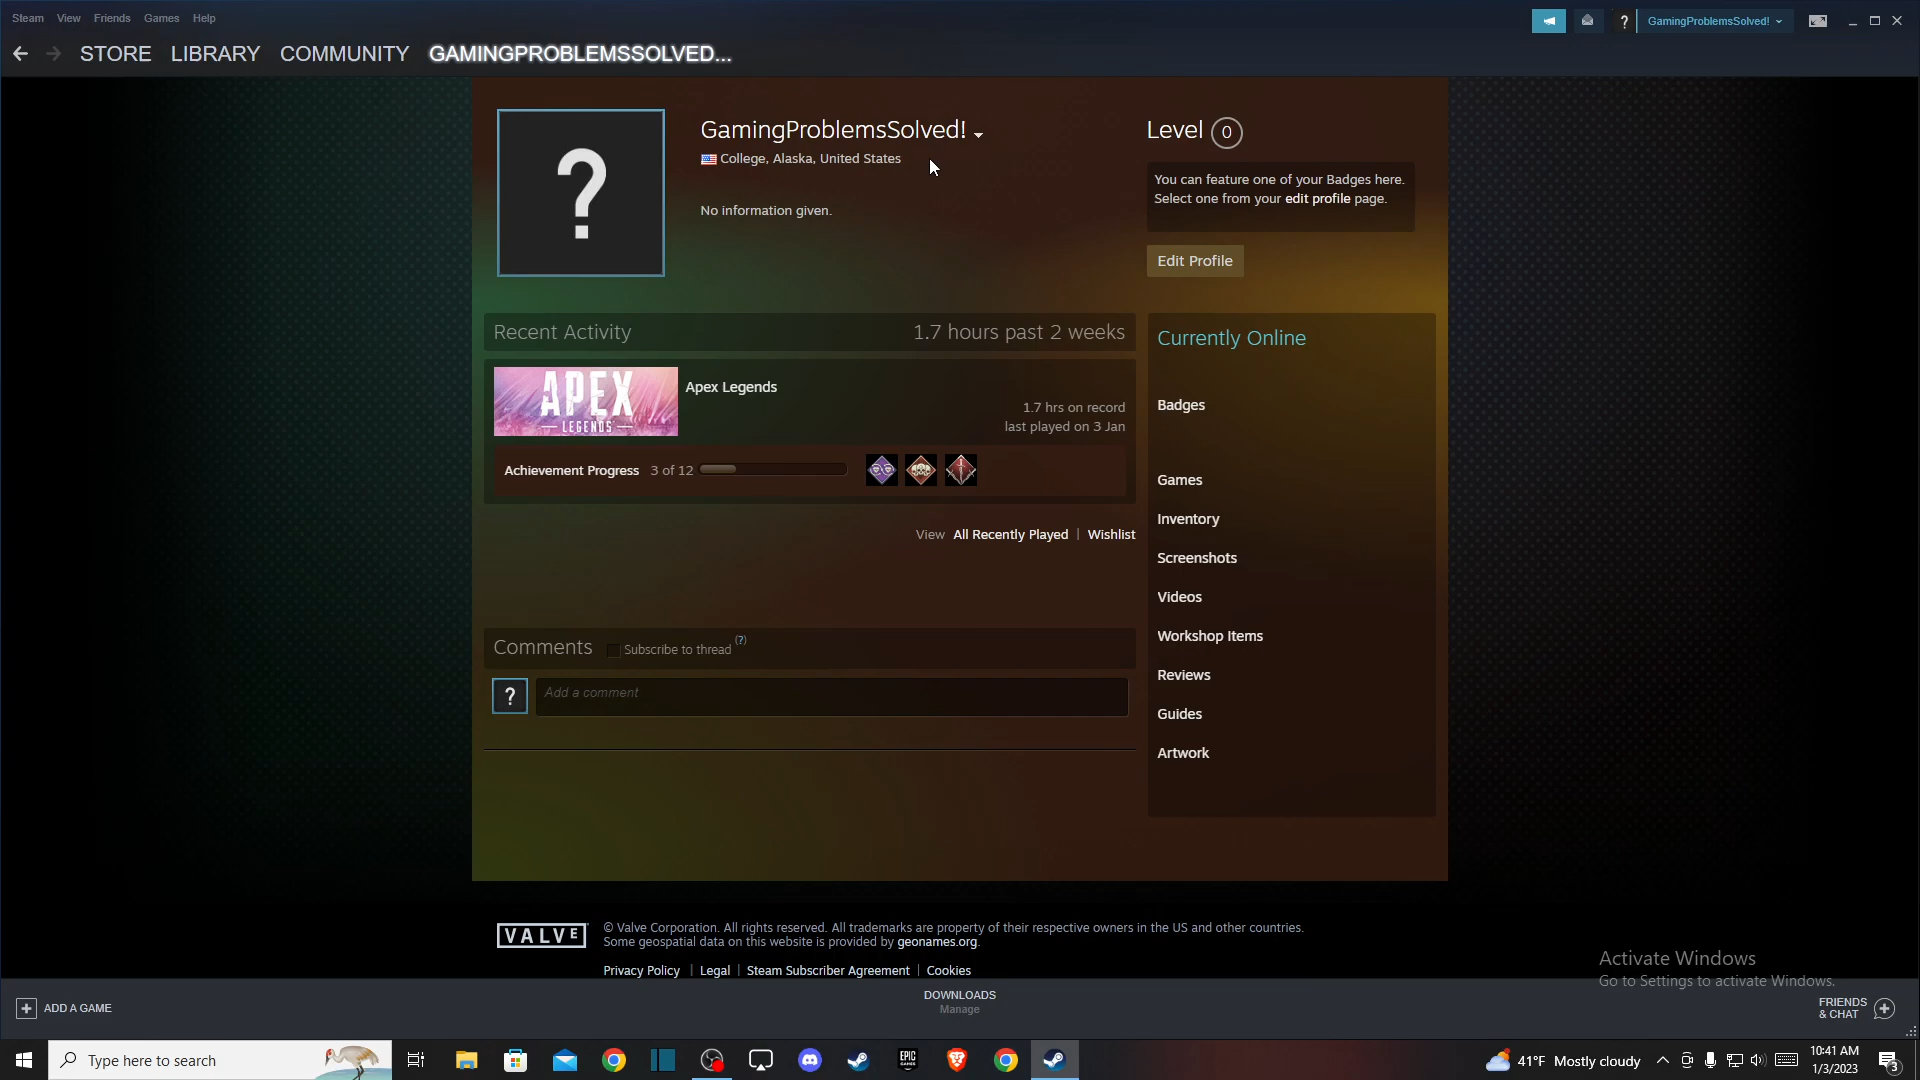 Steam View Friends Games Help
GamingProblemsSolved!
STORE LIBRARY COMMUNITY GAMINGPROBLEMSSOLVED...
GamingProblemsSolved!
College, Alaska, United States
No information given.
Level 0
You can feature one of your Badges here.
Select one from your edit profile page.
Edit Profile
Recent Activity 1.7 hours past 2 weeks
APEX
LEGENDS
Apex Legends
1.7 hrs on record
last played on 3 Jan
Achievement Progress 3 of 12
View All Recently Played | Wishlist
Comments Subscribe to thread (?)
? Add a comment
Currently Online
Badges
Games
Inventory
Screenshots
Videos
Workshop Items
Reviews
Guides
Artwork
VALVE
© Valve Corporation. All rights reserved. All trademarks are property of their respective owners in the US and other countries.
Some geospatial data on this website is provided by geonames.org.
Privacy Policy | Legal | Steam Subscriber Agreement | Cookies
Activate Windows
Go to Settings to activate Windows.
ADD A GAME
DOWNLOADS
Manage
FRIENDS
& CHAT
Type here to search
EPIC
GAMES
41°F Mostly cloudy
10:41 AM
1/3/2023
3